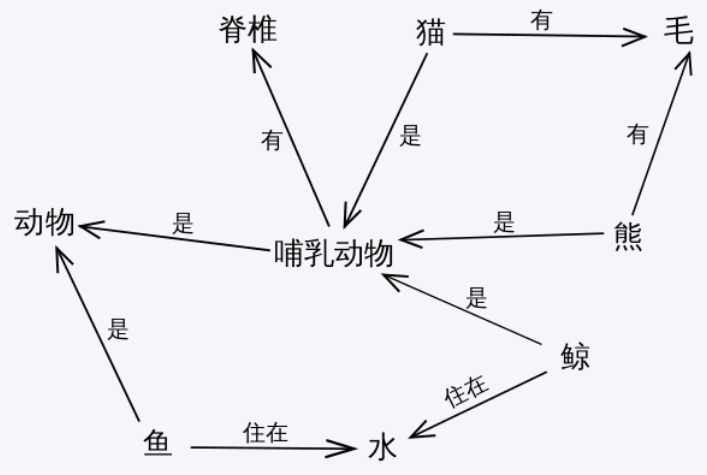 脊椎
猫
有
毛
有
是
有
动物
是
哺乳动物
是
熊
是
是
鲸
住在
鱼
住在
水